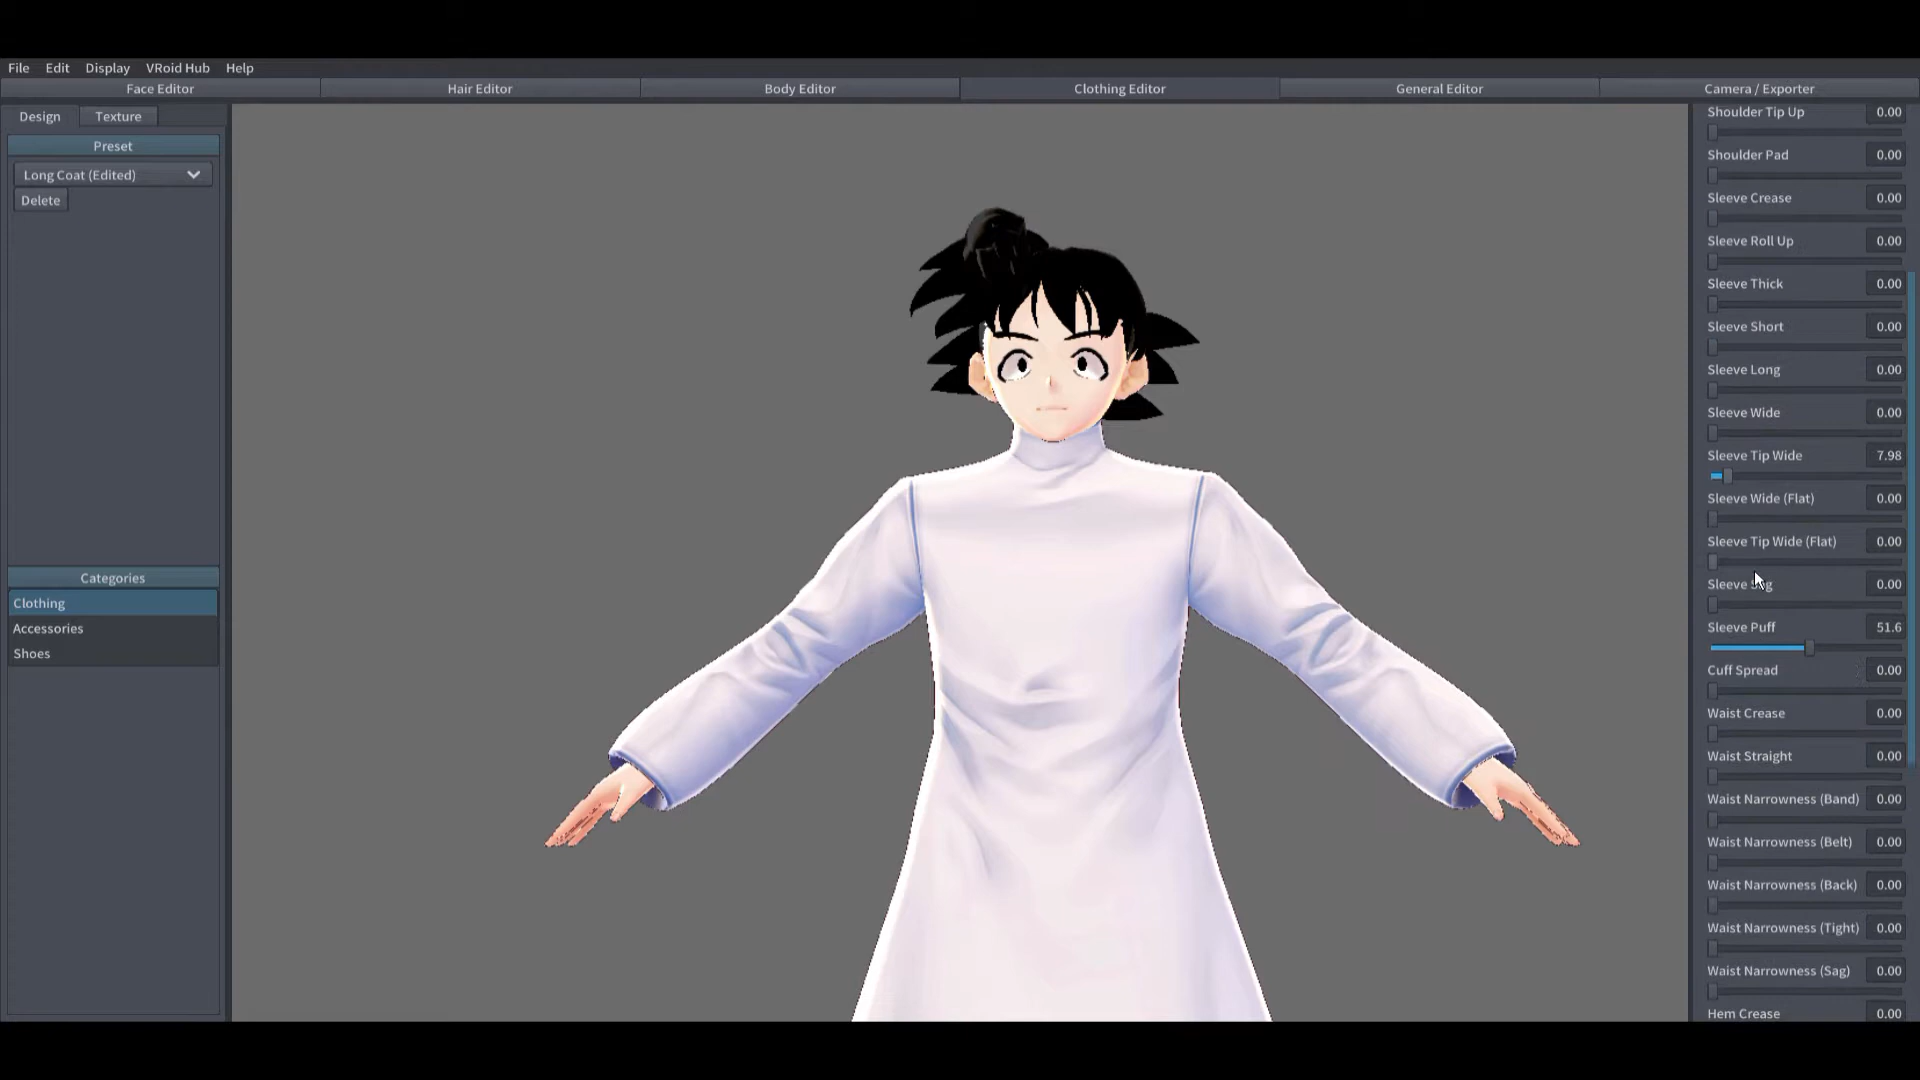 File Edit Display VRoid Hub Help
Face Editor Hair Editor Body Editor Clothing Editor General Editor Camera / Exporter
Design Texture
Preset
Long Coat (Edited)
Delete
Categories
Clothing
Accessories
Shoes
Shoulder Tip Up 0.00
Shoulder Pad 0.00
Sleeve Crease 0.00
Sleeve Roll Up 0.00
Sleeve Thick 0.00
Sleeve Short 0.00
Sleeve Long 0.00
Sleeve Wide 0.00
Sleeve Tip Wide 7.98
Sleeve Wide (Flat) 0.00
Sleeve Tip Wide (Flat) 0.00
Sleeve 0.00
Sleeve Puff 51.6
Cuff Spread 0.00
Waist Crease 0.00
Waist Straight 0.00
Waist Narrowness (Band) 0.00
Waist Narrowness (Belt) 0.00
Waist Narrowness (Back) 0.00
Waist Narrowness (Tight) 0.00
Waist Narrowness (Sag) 0.00
Hem Crease 0.00